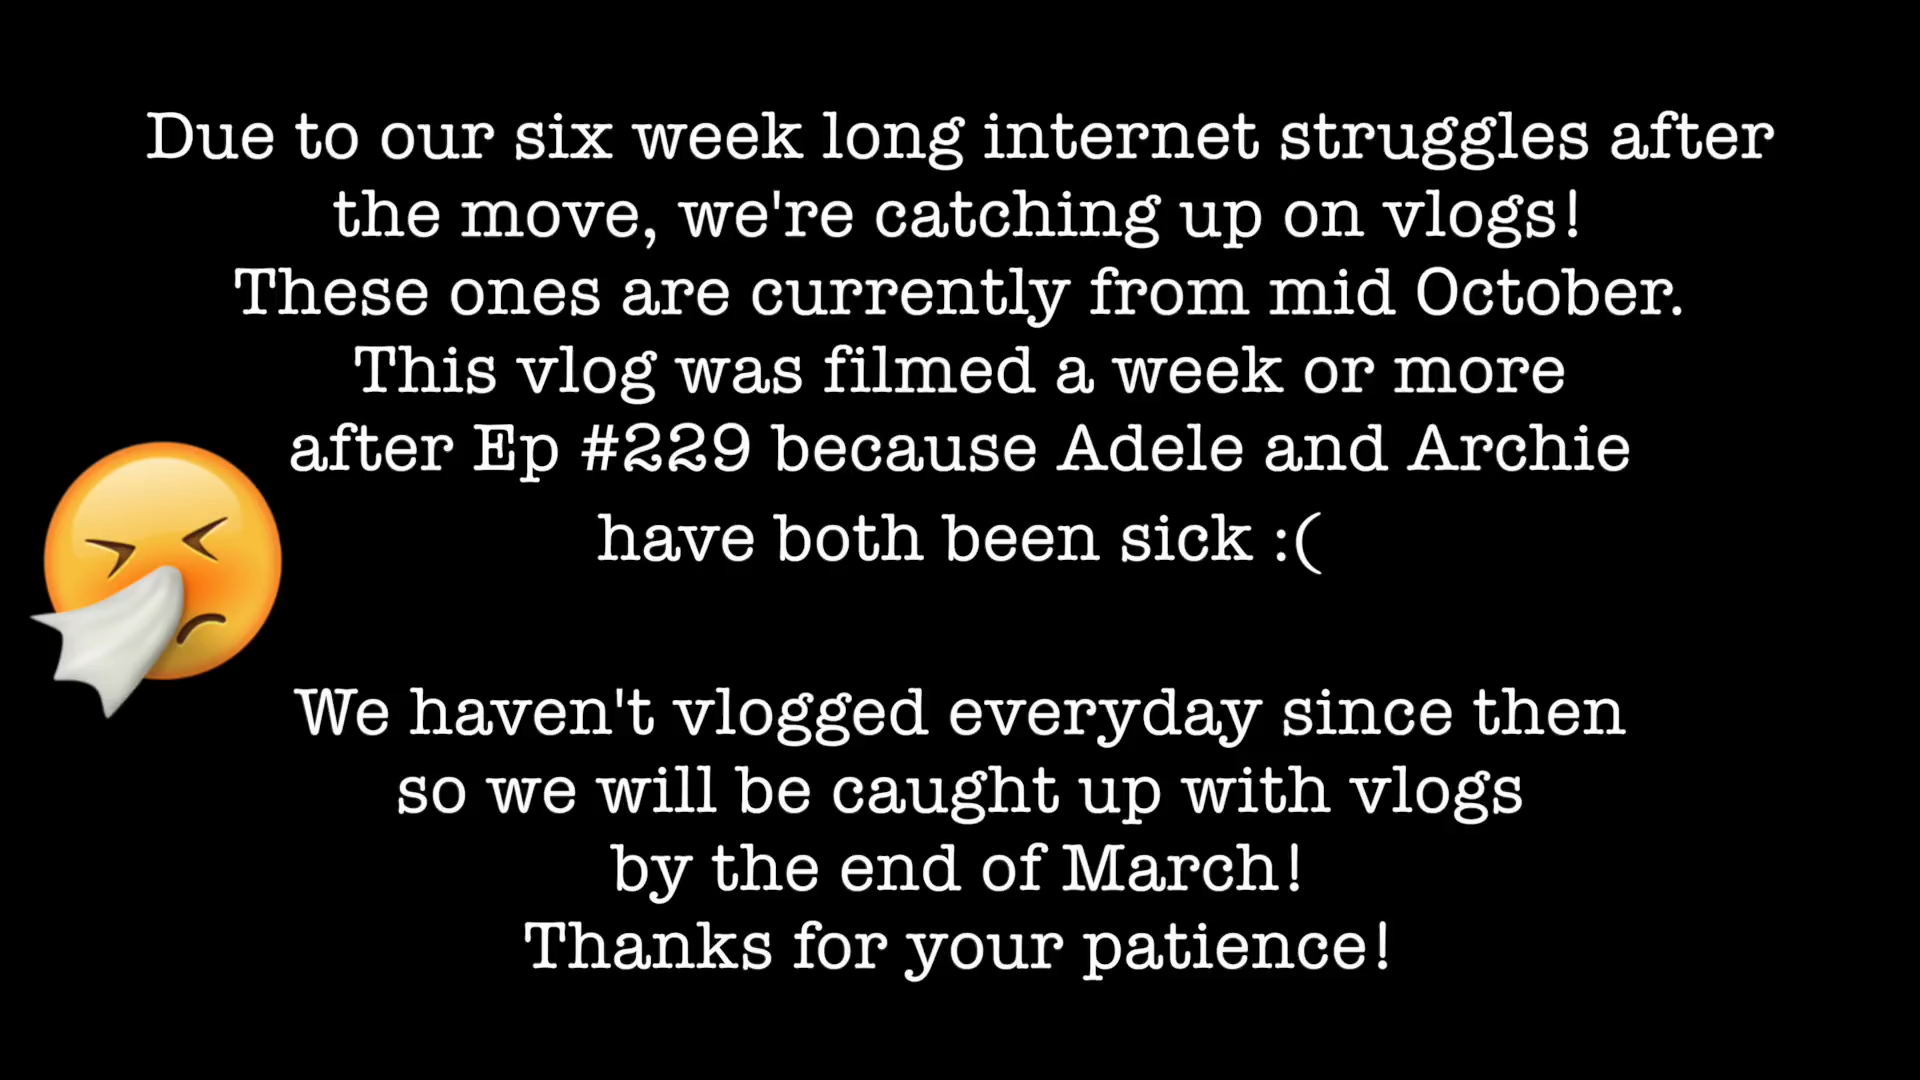 Due to our six week long internet struggles after
the move, we're catching up on vlogs!
These ones are currently from mid October.
This vlog was filmed a week or more
after Ep #229 because Adele and Archie
have both been sick :(
We haven't vlogged everyday since then
so we will be caught up with vlogs
by the end of March!
Thanks for your patience!